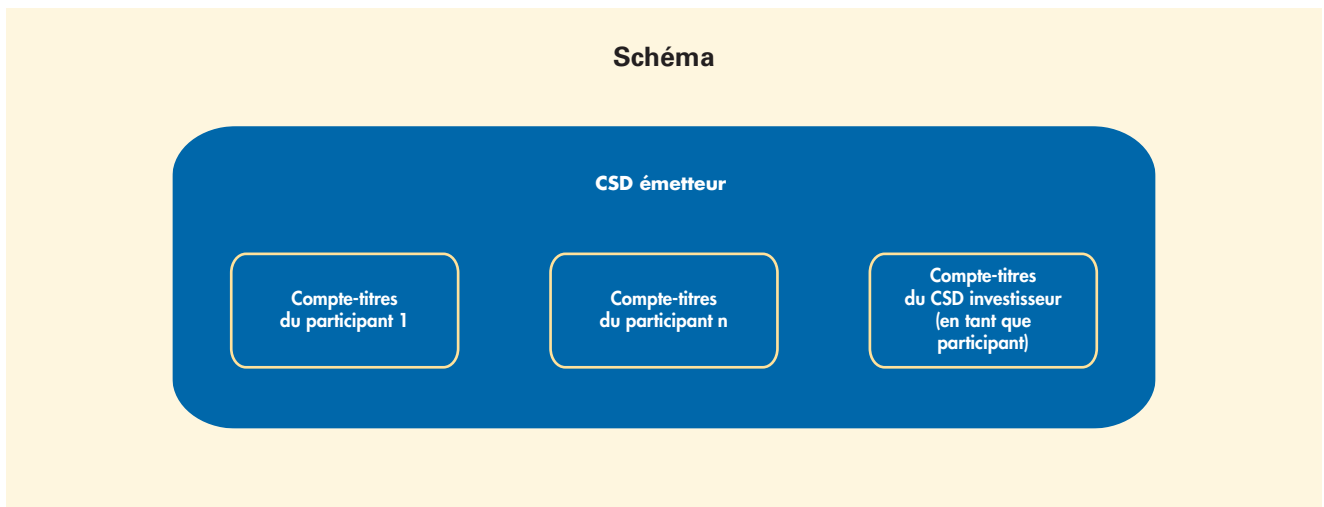 Schéma
CSD émetteur
Compte-titres
du participant 1
Compte-titres
du participant n
Compte-titres
du CSD investisseur
(en tant que
participant)